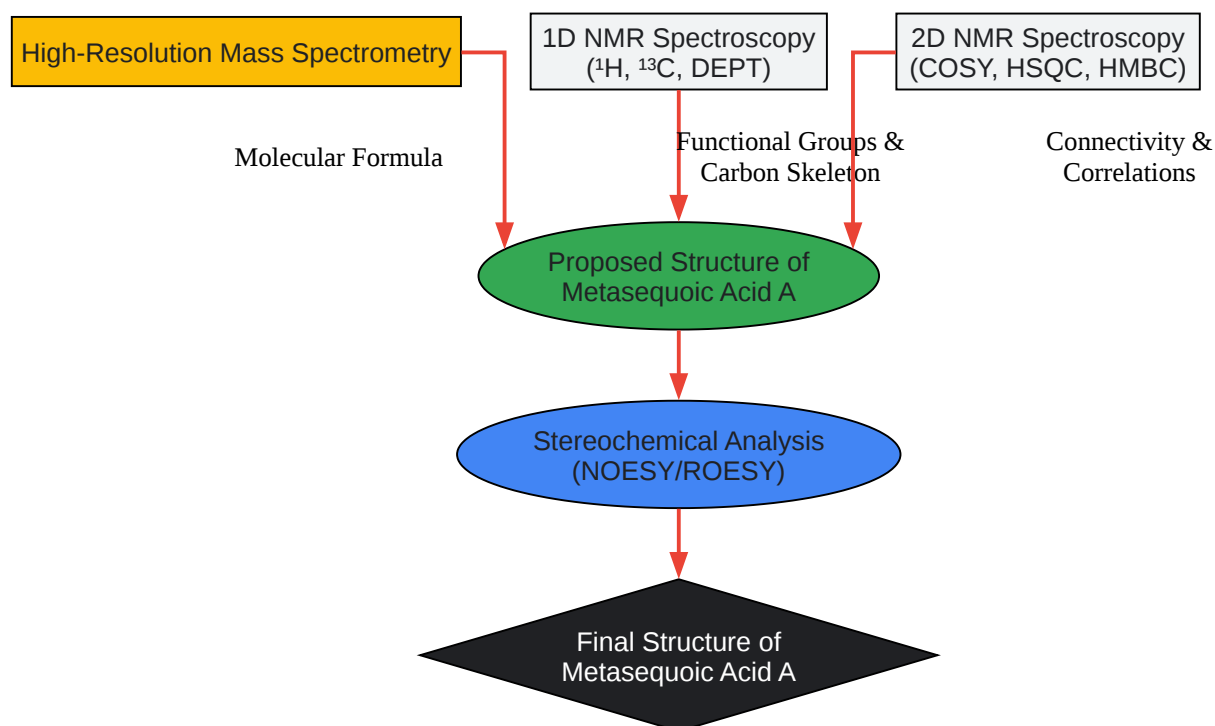 High-Resolution Mass Spectrometry
1D NMR Spectroscopy
(¹H, ¹³C, DEPT)
2D NMR Spectroscopy
(COSY, HSQC, HMBC)
Molecular Formula
Functional Groups &
Carbon Skeleton
Connectivity &
Correlations
Proposed Structure of
Metasequoic Acid A
Stereochemical Analysis
(NOESY/ROESY)
Final Structure of
Metasequoic Acid A